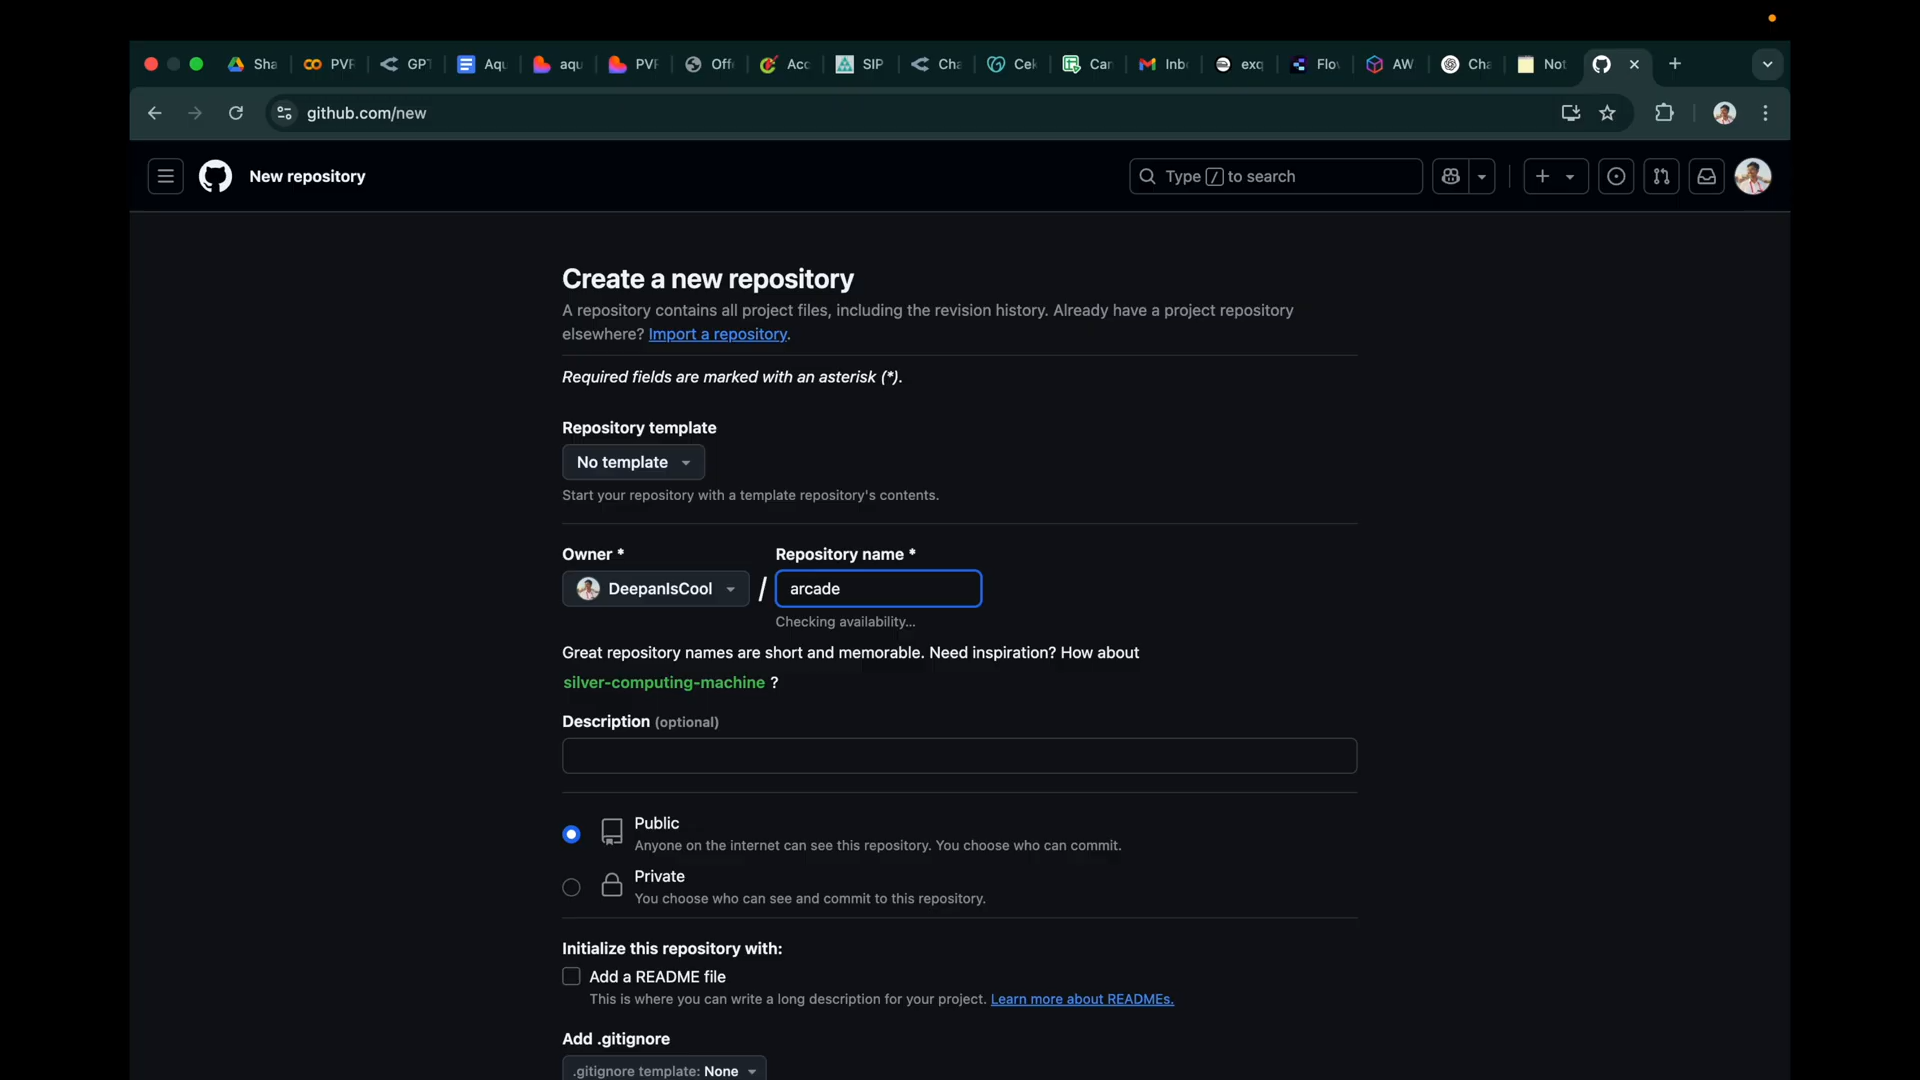 Sha PVR GPT Aqu aqu PVR Off Acc SIP Cha Cek Can Inb exq Flov AW Cha Not
github.com/new
New repository
Type / to search
Create a new repository
A repository contains all project files, including the revision history. Already have a project repository
elsewhere? Import a repository.
Required fields are marked with an asterisk (*).
Repository template
No template
Start your repository with a template repository's contents.
Owner * Repository name *
DeepanIsCool / arcade
Checking availability...
Great repository names are short and memorable. Need inspiration? How about
silver-computing-machine ?
Description (optional)
Public
Anyone on the internet can see this repository. You choose who can commit.
Private
You choose who can see and commit to this repository.
Initialize this repository with:
Add a README file
This is where you can write a long description for your project. Learn more about READMEs.
Add .gitignore
.gitignore template: None